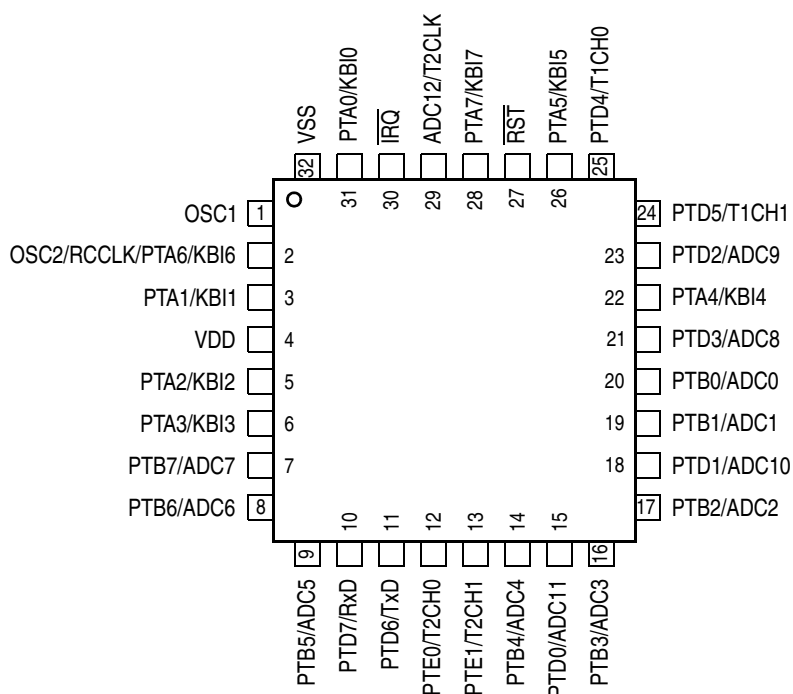 VSS
PTA0/KBI0
IRQ
ADC12/T2CLK
PTA7/KBI7
RST
PTA5/KBI5
PTD4/T1CH0
32
31
30
29
28
27
26
25
OSC1 1
OSC2/RCCLK/PTA6/KBI6 2
PTA1/KBI1 3
VDD 4
PTA2/KBI2 5
PTA3/KBI3 6
PTB7/ADC7 7
PTB6/ADC6 8
24 PTD5/T1CH1
23 PTD2/ADC9
22 PTA4/KBI4
21 PTD3/ADC8
20 PTB0/ADC0
19 PTB1/ADC1
18 PTD1/ADC10
17 PTB2/ADC2
9
10
11
12
13
14
15
16
PTB5/ADC5
PTD7/RxD
PTD6/TxD
PTE0/T2CH0
PTE1/T2CH1
PTB4/ADC4
PTD0/ADC11
PTB3/ADC3